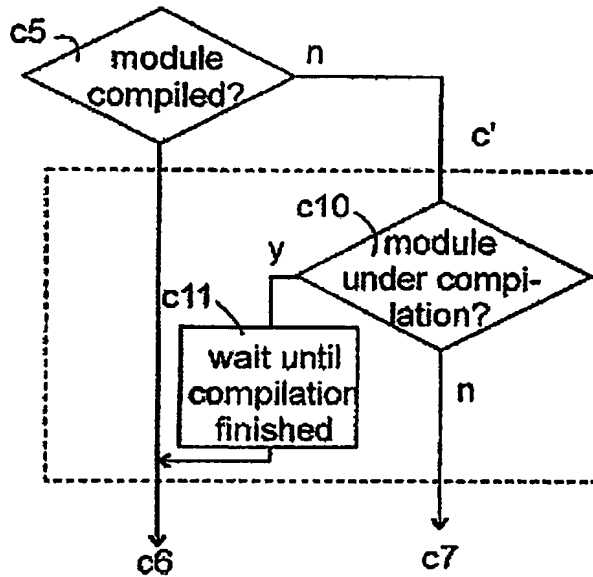 c5
module
compiled?
n
c'
c10
module
under compi-
lation?
y
c11
wait until
compilation
finished
n
c6
c7